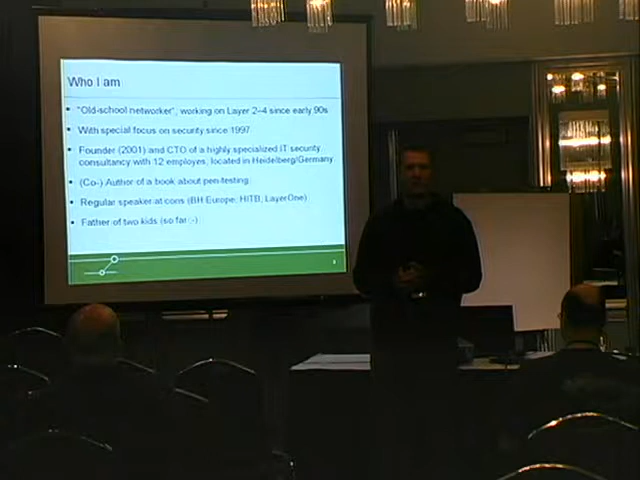 Who I am
"Old-school networker", working on Layer 2–4 since early 90s
With special focus on security since 1997
Founder (2001) and CTO of a highly specialized IT security
consultancy with 12 employes, located in Heidelberg/Germany
(Co-) Author of a book about pen-testing
Regular speaker at cons (BH Europe, HITB, LayerOne)
Father of two kids (so far :-)